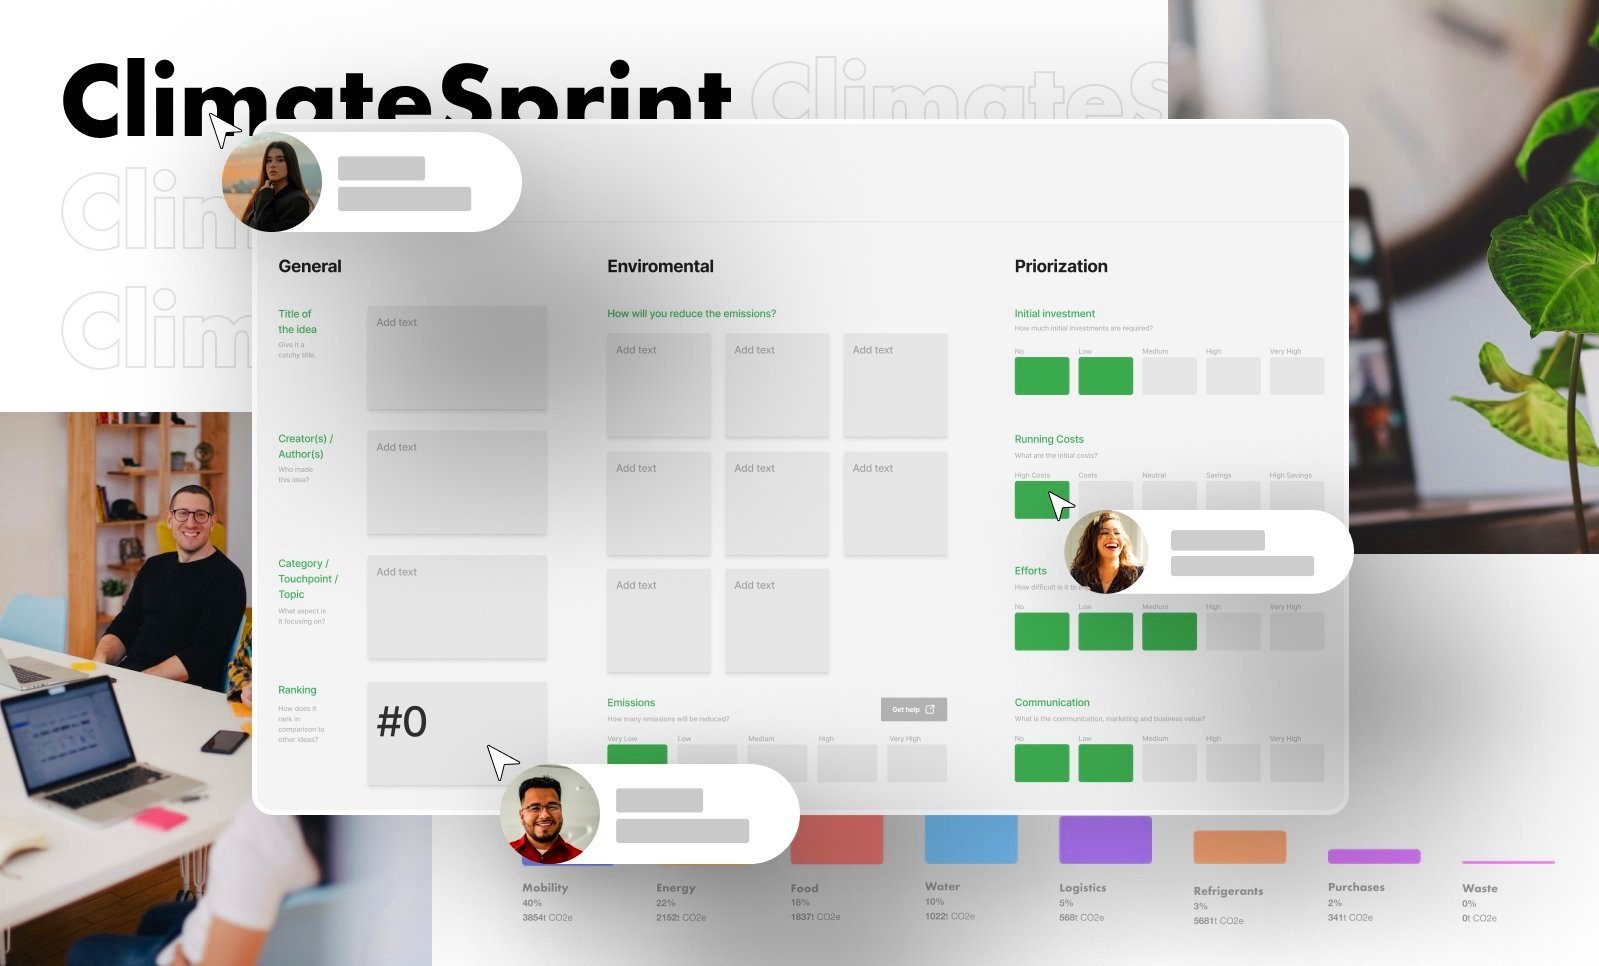 ClimateSprint ClimateS
Clim
Clim
General
Title of
the idea
Give it a
catchy title.
Add text
Creator(s) /
Author(s)
Who made
this idea?
Add text
Category /
Touchpoint /
Topic
What aspect is
it focusing on?
Add text
Ranking
How does it
rank in
comparison to
other ideas?
#0
Enviromental
How will you reduce the emissions?
Add text Add text Add text
Add text Add text Add text
Add text Add text
Emissions
How many emissions will be reduced?
Get help
Very Low Low Medium High Very High
Priorization
Initial investment
How much initial investments are required?
No Low Medium High Very High
Running Costs
What are the initial costs?
High Costs Costs Neutral Savings High Savings
Efforts
How difficult is it to
No Low Medium High Very High
Communication
What is the communication, marketing and business value?
No Low Medium High Very High
Mobility
40%
3854t CO2e
Energy
22%
2152t CO2e
Food
18%
1837t CO2e
Water
10%
1022t CO2e
Logistics
5%
568t CO2e
Refrigerants
3%
5681t CO2e
Purchases
2%
341t CO2e
Waste
0%
0t CO2e